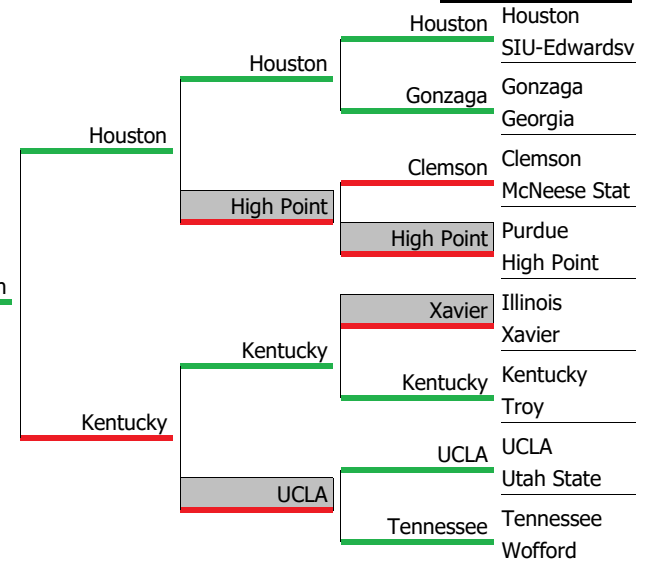 Houston
Houston
SIU-Edwardsv
Houston
Gonzaga
Gonzaga
Georgia
Houston
Clemson
Clemson
McNeese Stat
High Point
High Point
Purdue
High Point
n
Xavier
Illinois
Xavier
Kentucky
Kentucky
Kentucky
Troy
Kentucky
UCLA
UCLA
Utah State
UCLA
Tennessee
Tennessee
Wofford